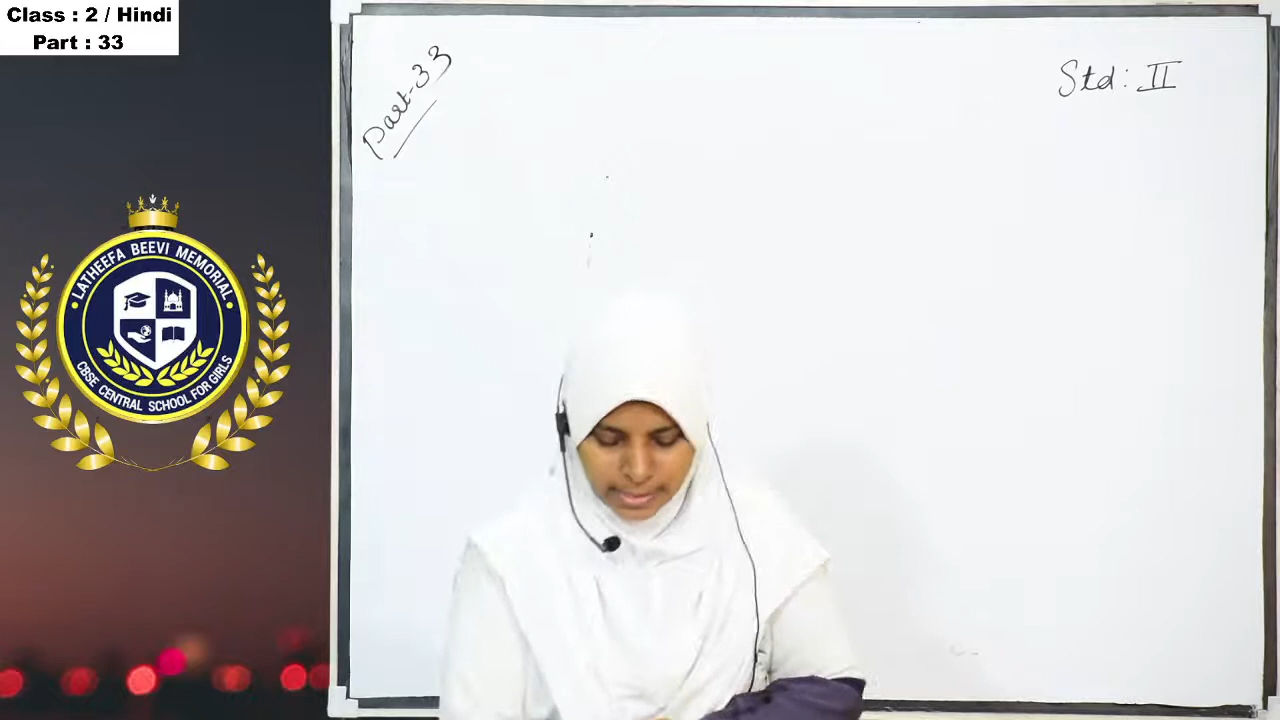 Class : 2 / Hindi
Part : 33
Part-33
Std: II
LATHEEFA BEEVI MEMORIAL
CBSE CENTRAL SCHOOL FOR GIRLS